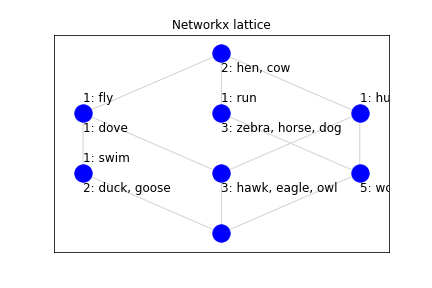 Networkx lattice
2: hen, cow
1: fly
1: run
1: hu
1: dove
3: zebra, horse, dog
1: swim
2: duck, goose
3: hawk, eagle, owl
5: wo